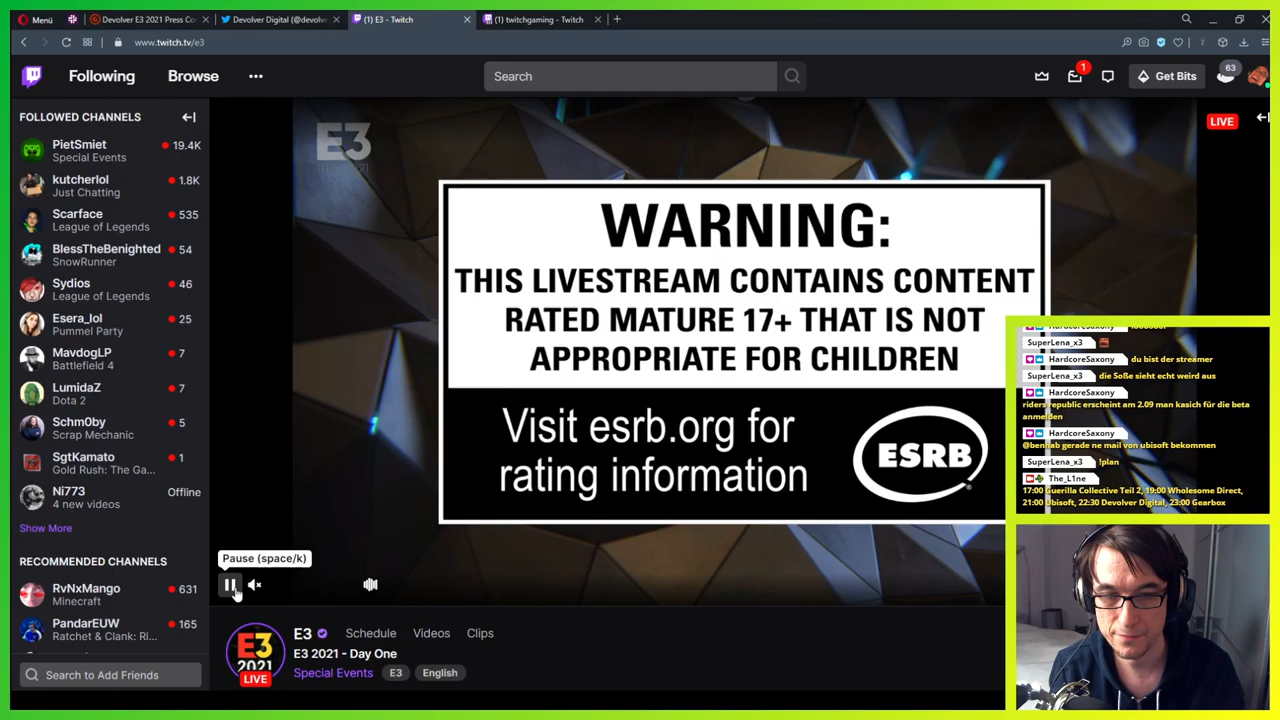 Menü
Devolver E3 2021 Press Co
Devolver Digital (@devolv
(1) E3 - Twitch
(1) twitchgaming - Twitch
www.twitch.tv/e3
Following
Browse
Search
1
Get Bits
63
FOLLOWED CHANNELS
PietSmiet
19.4K
Special Events
kutcherlol
1.8K
Just Chatting
Scarface
535
League of Legends
BlessTheBenighted
54
SnowRunner
Sydios
46
League of Legends
Esera_lol
25
Pummel Party
MavdogLP
7
Battlefield 4
LumidaZ
7
Dota 2
Schm0by
5
Scrap Mechanic
SgtKamato
1
Gold Rush: The Ga...
Ni773
Offline
4 new videos
Show More
RECOMMENDED CHANNELS
RvNxMango
631
Minecraft
PandarEUW
165
Ratchet & Clank: Ri...
Search to Add Friends
E3
LIVE
WARNING:
THIS LIVESTREAM CONTAINS CONTENT
RATED MATURE 17+ THAT IS NOT
APPROPRIATE FOR CHILDREN
Visit esrb.org for
rating information
ESRB
Pause (space/k)
E3
2021
LIVE
E3
Schedule
Videos
Clips
E3 2021 - Day One
Special Events
E3
English
HardcoreSaxony
SuperLena_x3
HardcoreSaxony du bist der streamer
SuperLena_x3 die Soße sieht echt weird aus
HardcoreSaxony
riders republic erscheint am 2.09 man kasich für die beta
anmelden
HardcoreSaxony
@bennab gerade ne mail von ubisoft bekommen
SuperLena_x3 !plan
The_L1ne
17:00 Guerilla Collective Teil 2, 19:00 Wholesome Direct,
21:00 Ubisoft, 22:30 Devolver Digital, 23:00 Gearbox